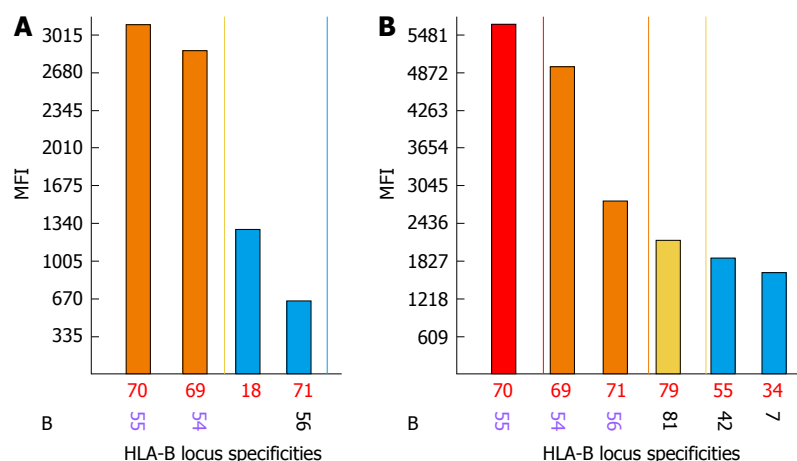 A
MFI
3015
2680
2345
2010
1675
1340
1005
670
335
70 69 18 71
B 55 54 56
HLA-B locus specificities
B
MFI
5481
4872
4263
3654
3045
2436
1827
1218
609
70 69 71 79 55 34
B 55 54 56 81 42 7
HLA-B locus specificities